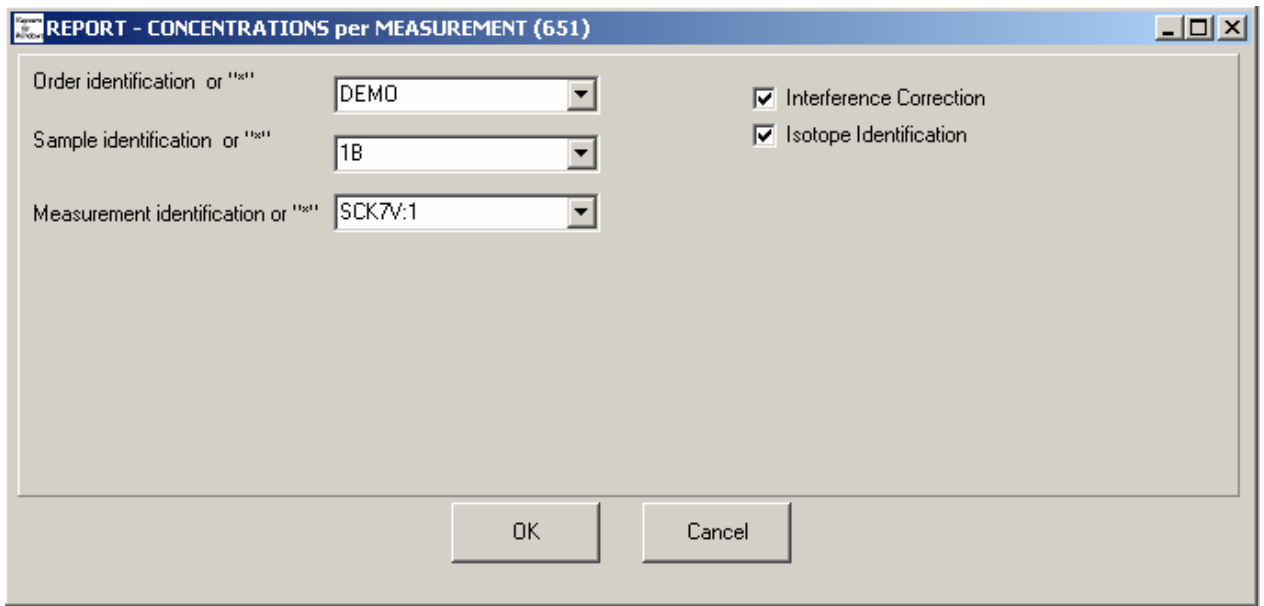 REPORT - CONCENTRATIONS per MEASUREMENT (651)
Order identification or "*"
DEMO
Interference Correction
Sample identification or "*"
1B
Isotope Identification
Measurement identification or "*"
SCK7V:1
OK
Cancel